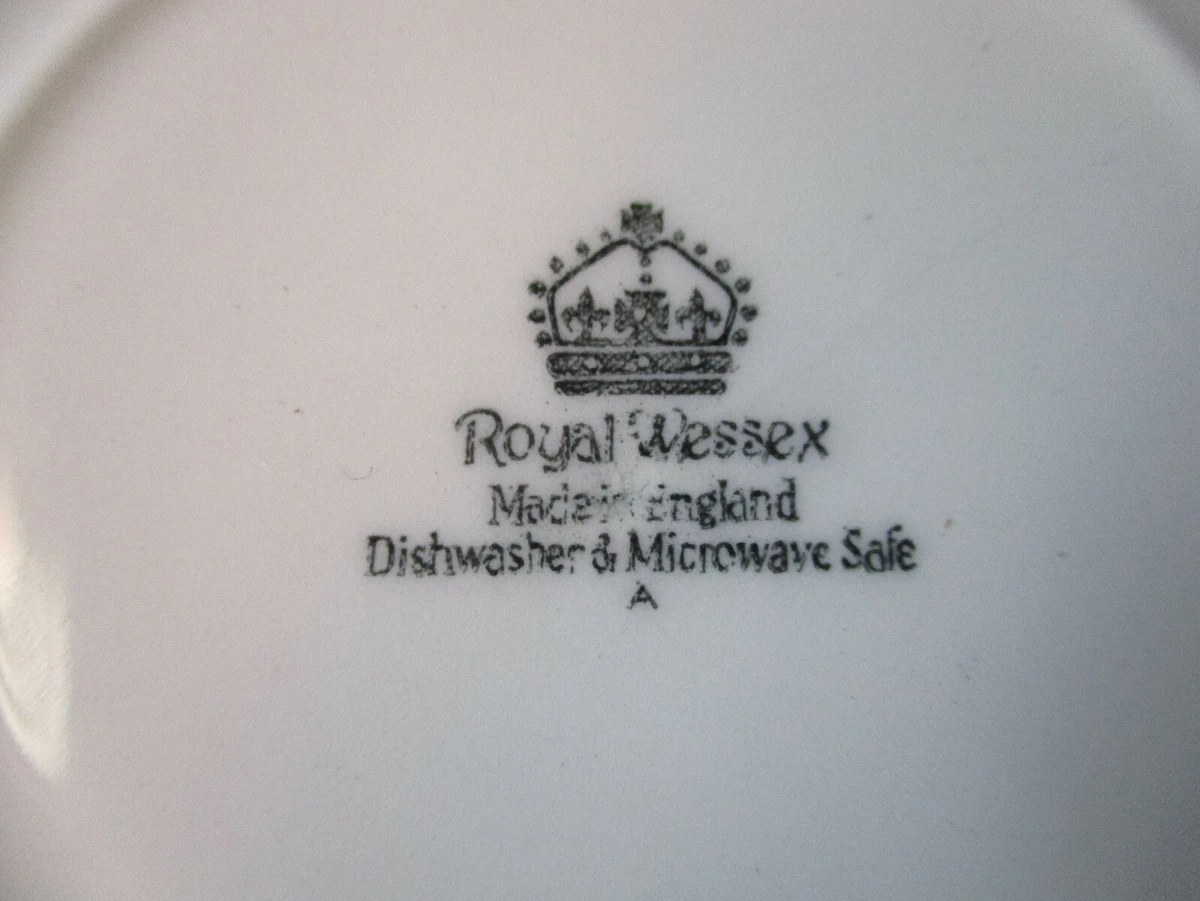 Royal Wessex
Made in England
Dishwasher & Microwave Safe
A